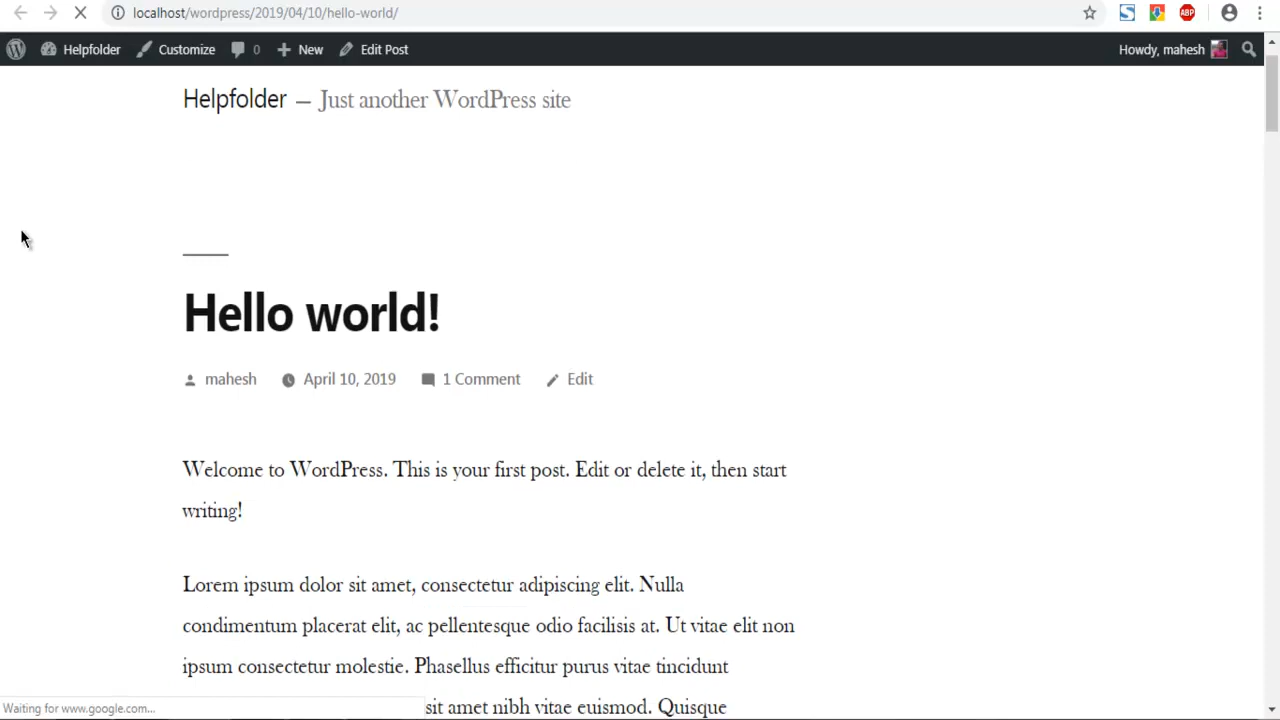 localhost/wordpress/2019/04/10/hello-world/
S ABP
Helpfolder Customize 0 New Edit Post Howdy, mahesh
Helpfolder — Just another WordPress site
Hello world!
mahesh April 10, 2019 1 Comment Edit
Welcome to WordPress. This is your first post. Edit or delete it, then start
writing!
Lorem ipsum dolor sit amet, consectetur adipiscing elit. Nulla
condimentum placerat elit, ac pellentesque odio facilisis at. Ut vitae elit non
ipsum consectetur molestie. Phasellus efficitur purus vitae tincidunt
sit amet nibh vitae euismod. Quisque
Waiting for www.google.com...